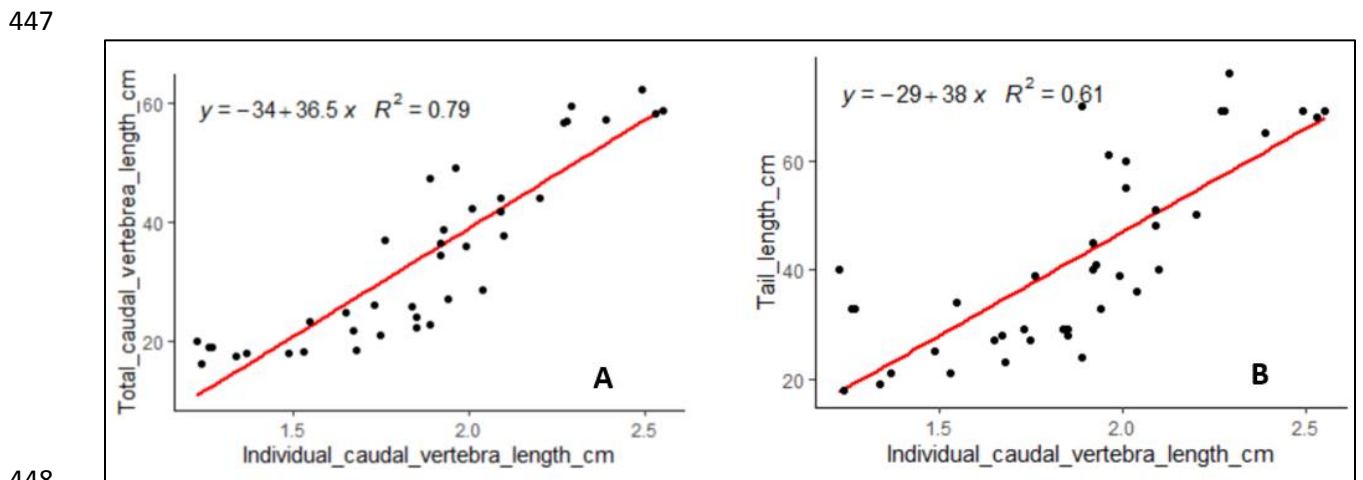 447
y = −34+36.5 x R² = 0.79
Total_caudal_vertebrea_length_cm
60
40
20
A
1.5 2.0 2.5
Individual_caudal_vertebra_length_cm
y = −29+38 x R² = 0.61
Tail_length_cm
60
40
20
B
1.5 2.0 2.5
Individual_caudal_vertebra_length_cm
448